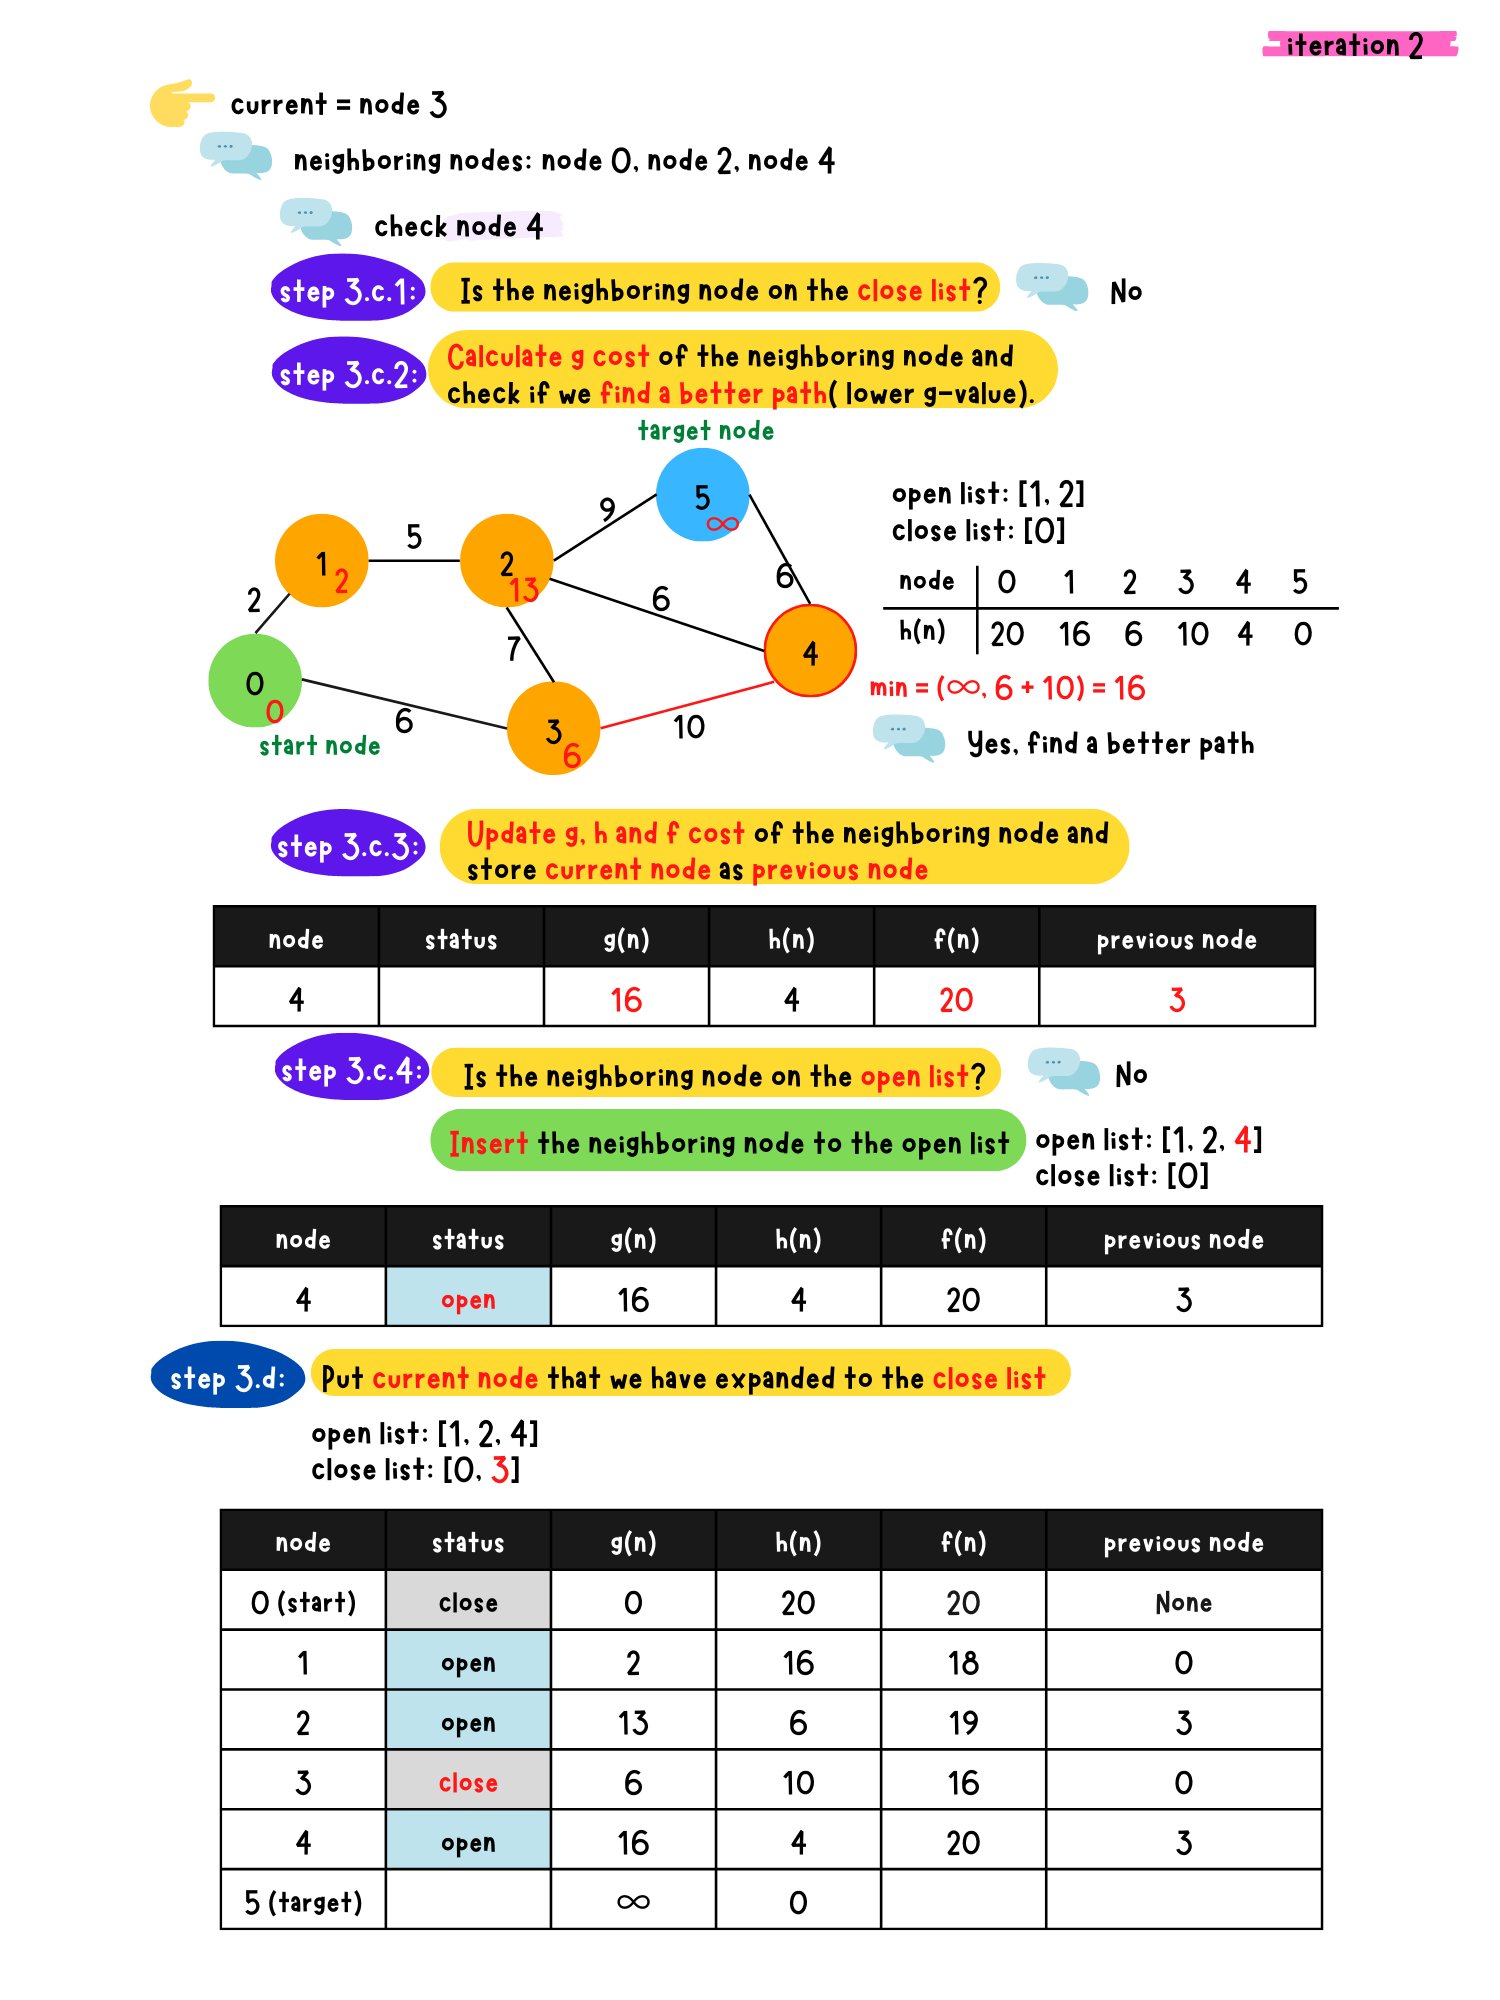 iteration 2
current = node 3
neighboring nodes: node 0, node 2, node 4
check node 4
step 3.c.1: Is the neighboring node on the close list? No
step 3.c.2: Calculate g cost of the neighboring node and
check if we find a better path( lower g-value).
target node
5
∞
9
5
1
2
2
13
6
6
2
7
4
0
0
6
3
6
10
start node
open list: [1, 2]
close list: [0]
node 0 1 2 3 4 5
h(n) 20 16 6 10 4 0
min = (∞, 6 + 10) = 16
Yes, find a better path
step 3.c.3: Update g, h and f cost of the neighboring node and
store current node as previous node
node status g(n) h(n) f(n) previous node
4 16 4 20 3
step 3.c.4: Is the neighboring node on the open list? No
Insert the neighboring node to the open list
open list: [1, 2, 4]
close list: [0]
node status g(n) h(n) f(n) previous node
4 open 16 4 20 3
step 3.d: Put current node that we have expanded to the close list
open list: [1, 2, 4]
close list: [0, 3]
node status g(n) h(n) f(n) previous node
0 (start) close 0 20 20 None
1 open 2 16 18 0
2 open 13 6 19 3
3 close 6 10 16 0
4 open 16 4 20 3
5 (target) ∞ 0